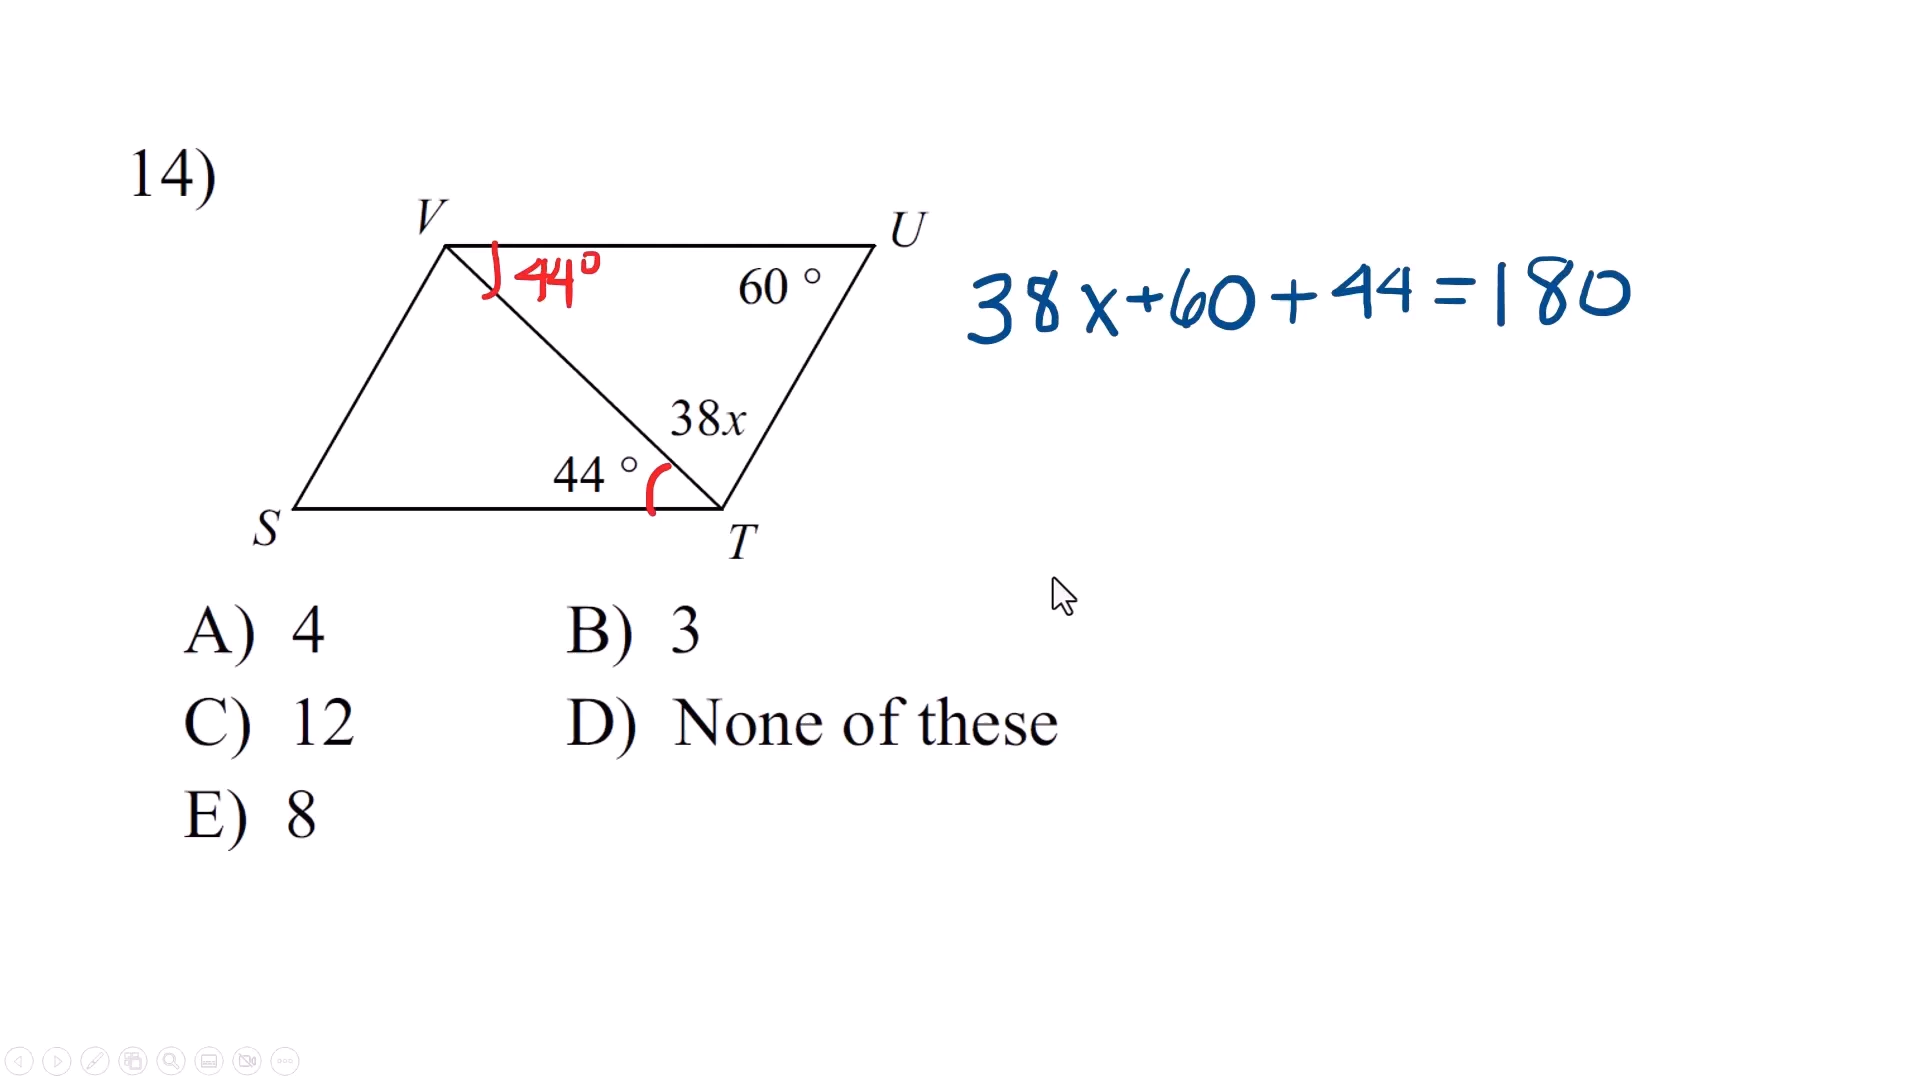 14)
V
U
44°
60 °
38x+60+44=180
38x
44 °
S
T
A) 4
B) 3
C) 12
D) None of these
E) 8